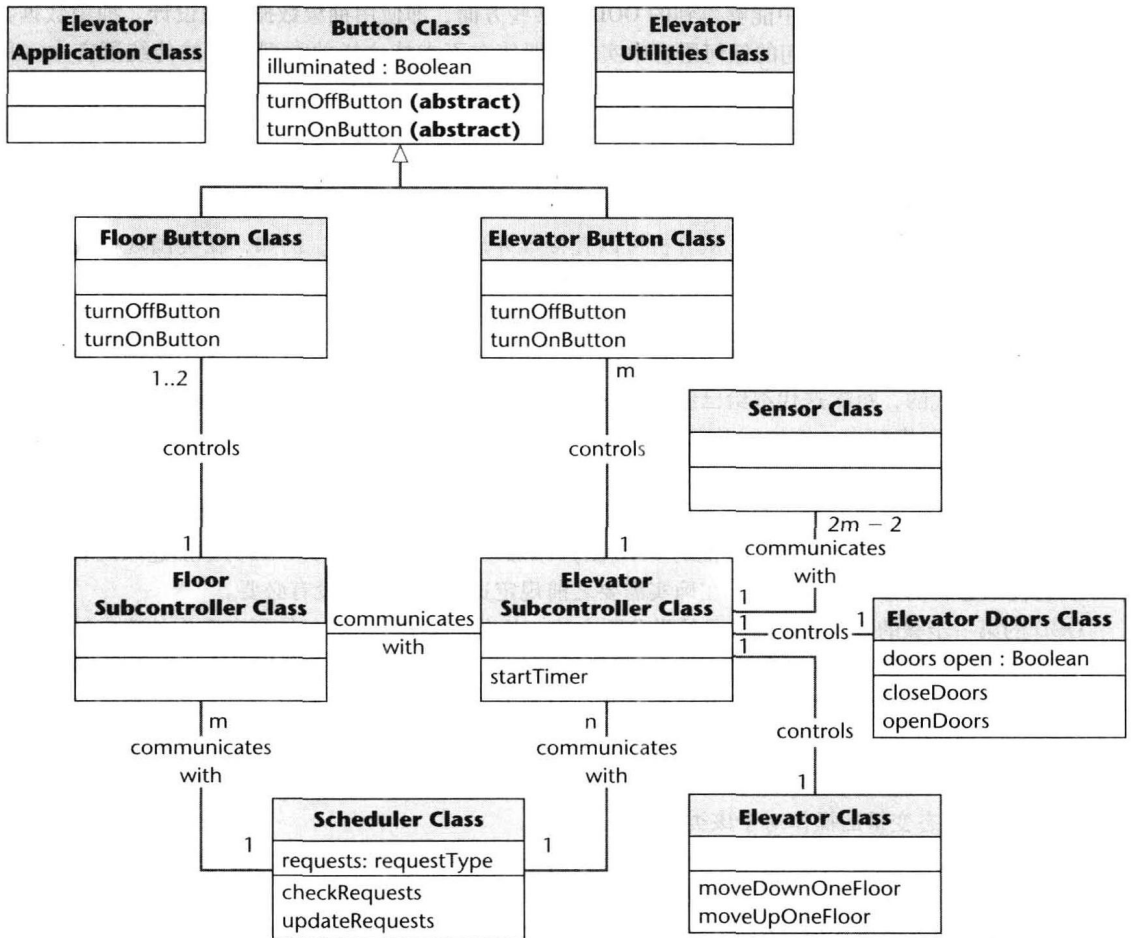 Elevator
Application Class
Button Class
illuminated : Boolean
turnOffButton (abstract)
turnOnButton (abstract)
Elevator
Utilities Class
Floor Button Class
turnOffButton
turnOnButton
Elevator Button Class
turnOffButton
turnOnButton
1..2
m
controls
controls
Sensor Class
2m − 2
communicates
with
1
1
Floor
Subcontroller Class
communicates
with
Elevator
Subcontroller Class
startTimer
1
1
controls
1
1
Elevator Doors Class
doors open : Boolean
closeDoors
openDoors
m
communicates
with
n
communicates
with
controls
1
1
1
Scheduler Class
requests: requestType
checkRequests
updateRequests
Elevator Class
moveDownOneFloor
moveUpOneFloor